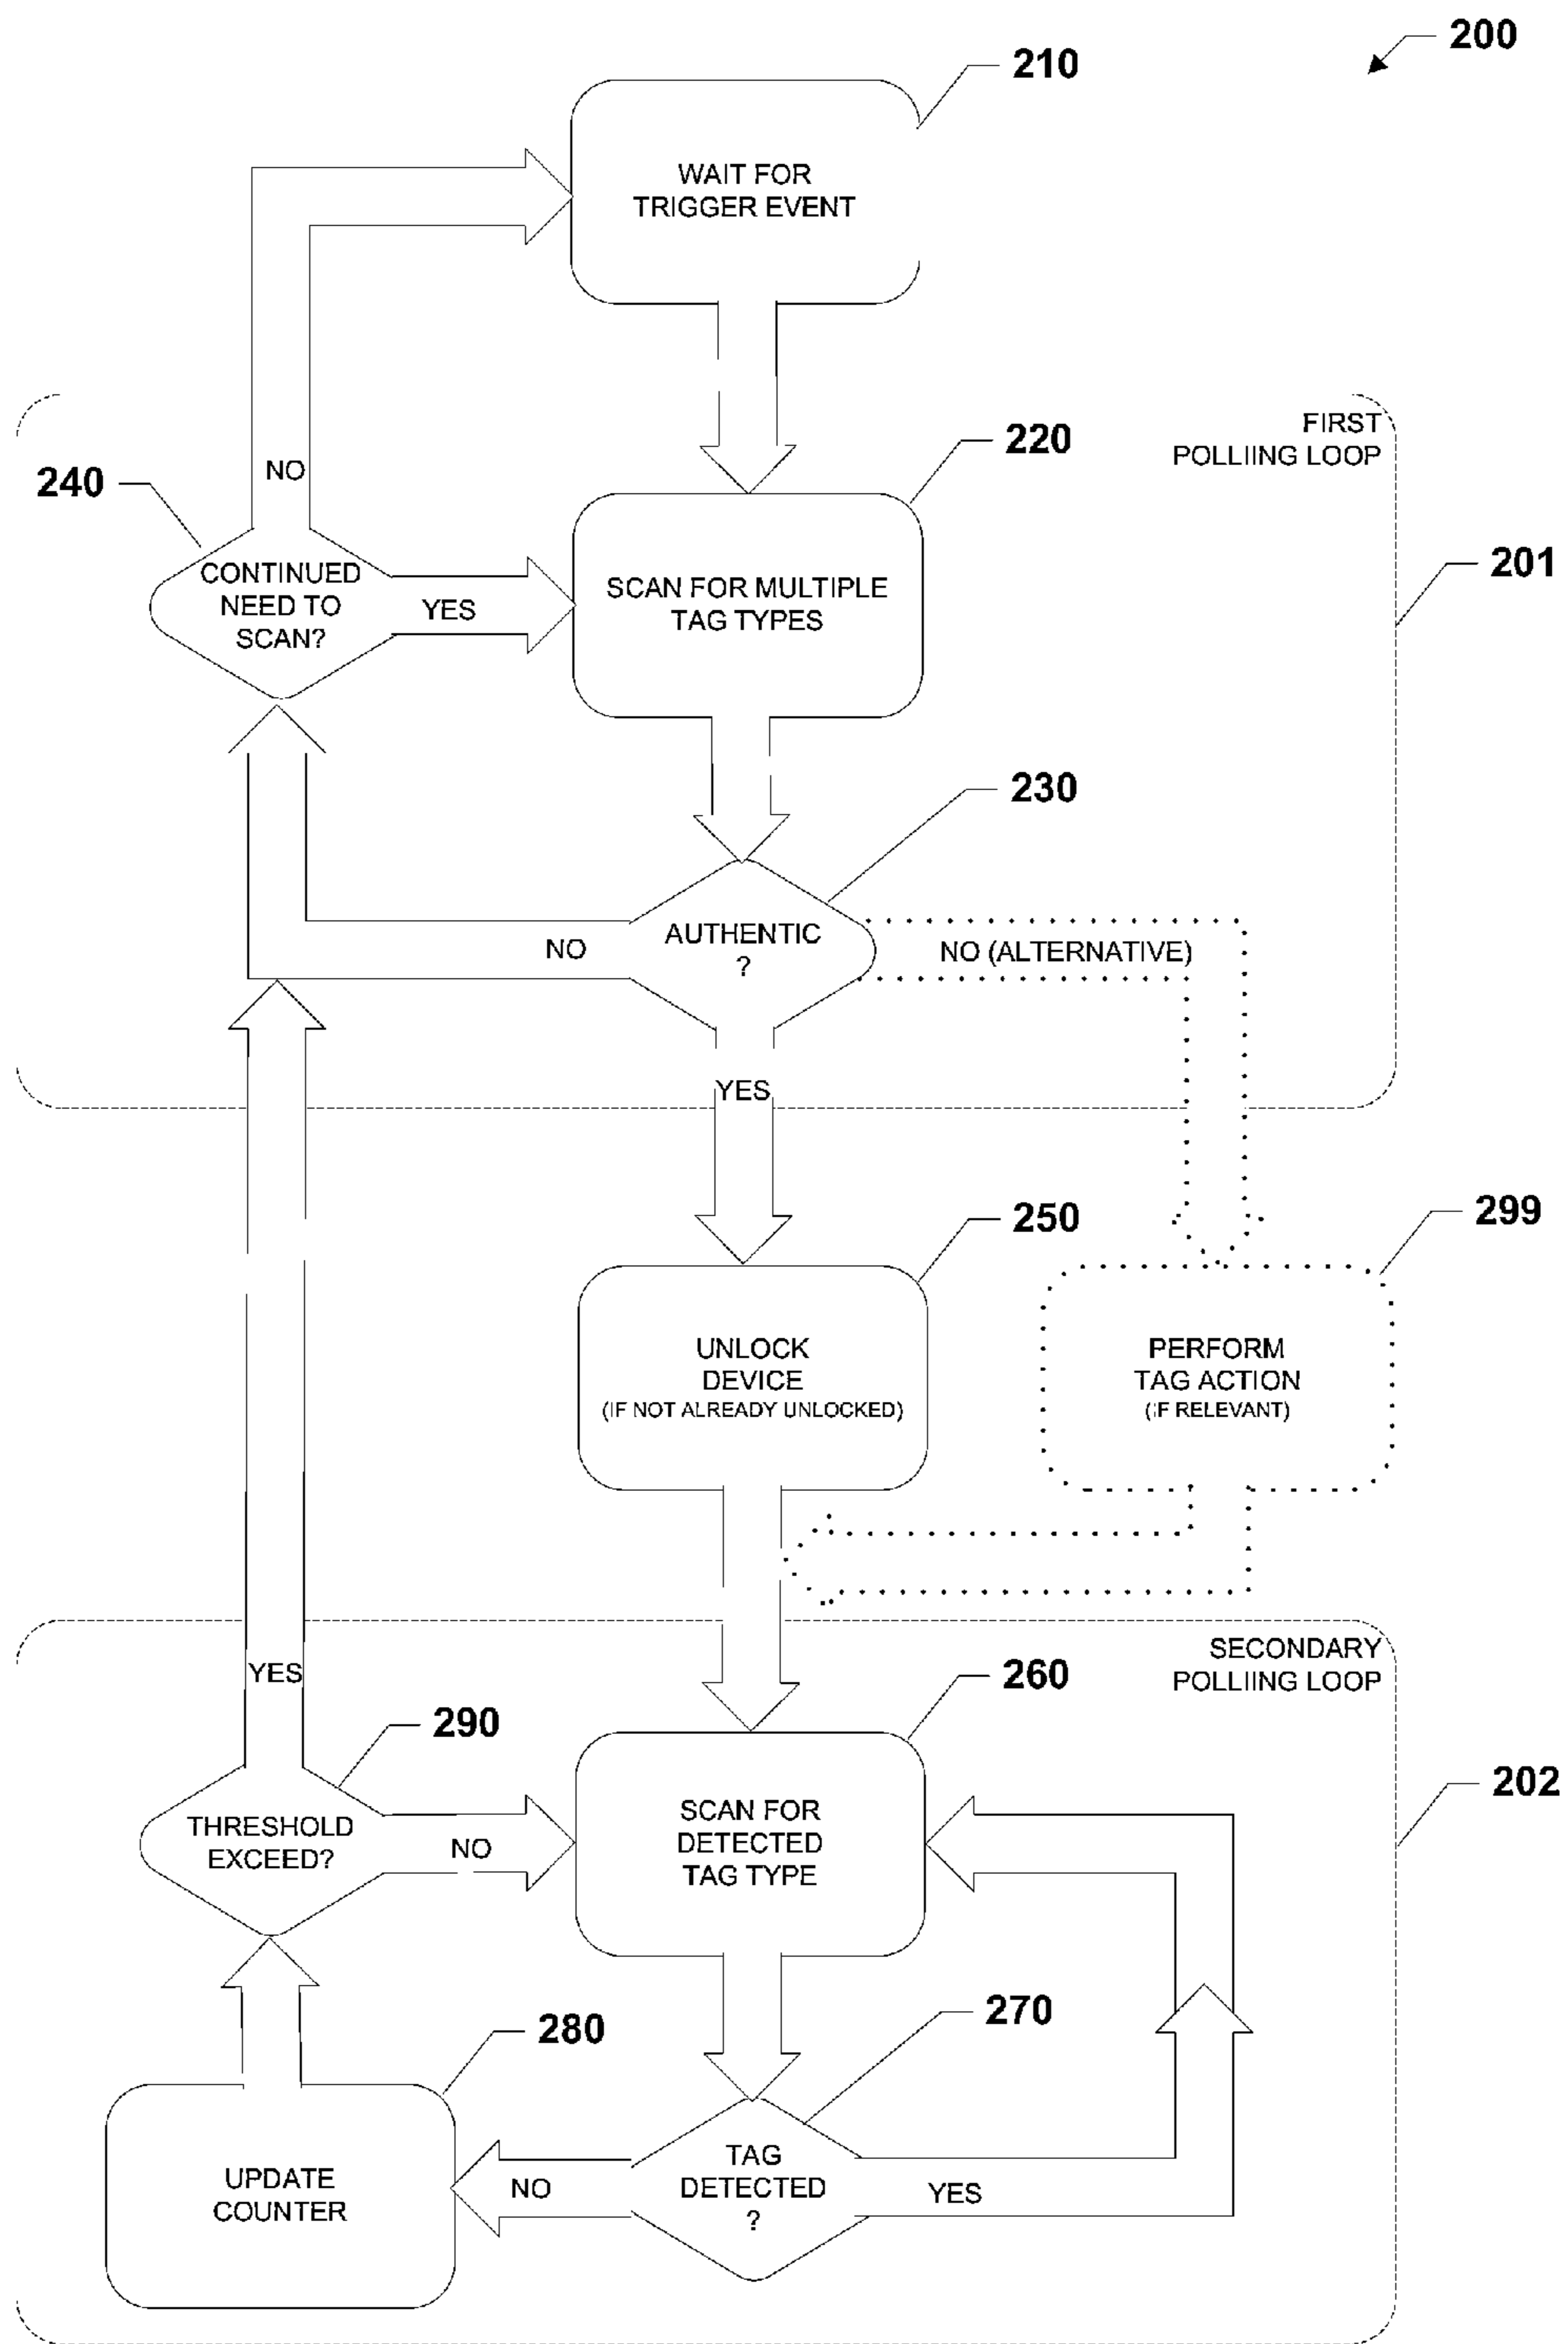 200
210
WAIT FOR
TRIGGER EVENT
FIRST
POLLIING LOOP
220
NO
240
201
CONTINUED
NEED TO
SCAN?
YES
SCAN FOR MULTIPLE
TAG TYPES
230
AUTHENTIC
?
NO
NO (ALTERNATIVE)
YES
250
299
UNLOCK
DEVICE
(IF NOT ALREADY UNLOCKED)
PERFORM
TAG ACTION
(IF RELEVANT)
SECONDARY
POLLIING LOOP
YES
260
290
202
THRESHOLD
EXCEED?
NO
SCAN FOR
DETECTED
TAG TYPE
270
280
UPDATE
COUNTER
NO
TAG
DETECTED
?
YES